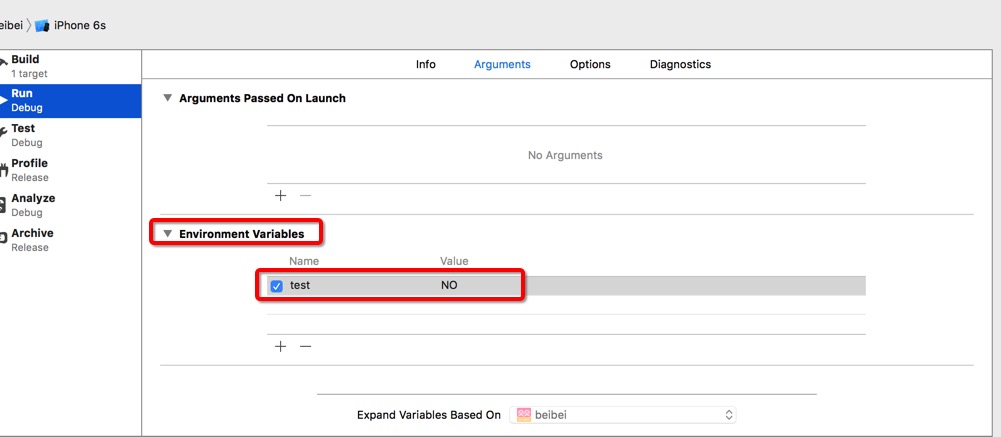 eibei
iPhone 6s
Build
1 target
Run
Debug
Test
Debug
Profile
Release
Analyze
Debug
Archive
Release
Info
Arguments
Options
Diagnostics
Arguments Passed On Launch
No Arguments
Environment Variables
Name
Value
test
NO
Expand Variables Based On
beibei